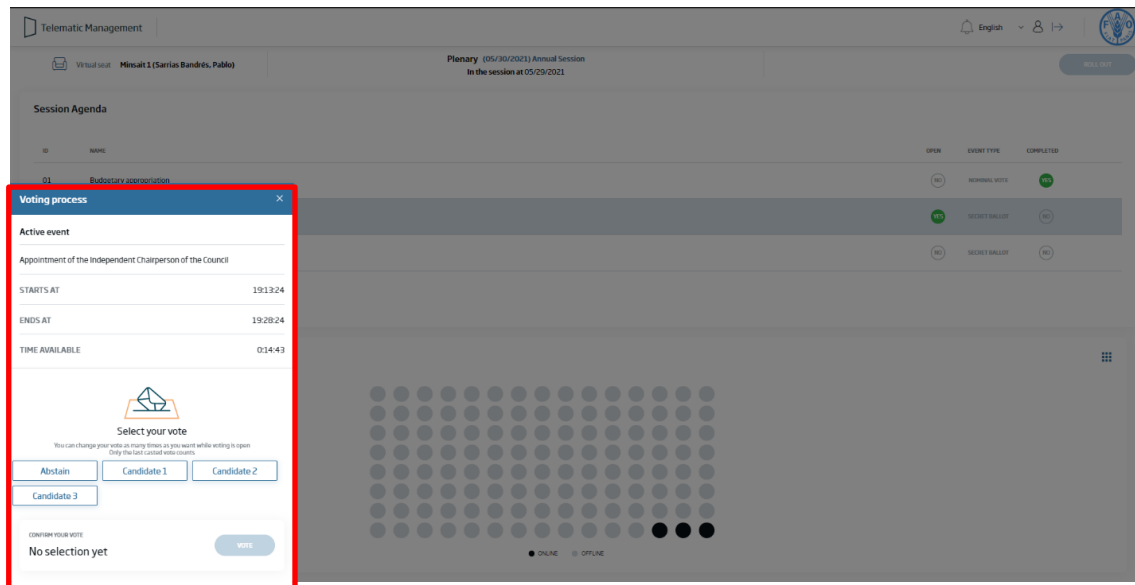 Telematic Management
English
Virtual seat Minsait 1 (Sarrias Bandrés, Pablo)
Plenary (05/30/2021) Annual Session
In the session at 05/29/2021
ROLL OUT
Session Agenda
ID NAME OPEN EVENT TYPE COMPLETED
01 Budgetary appropriation NO NOMINAL VOTE YES
YES SECRET BALLOT NO
NO SECRET BALLOT NO
Voting process
Active event
Appointment of the Independent Chairperson of the Council
STARTS AT 19:13:24
ENDS AT 19:28:24
TIME AVAILABLE 0:14:43
Select your vote
You can change your vote as many times as you want while voting is open
Only the last casted vote counts
Abstain Candidate 1 Candidate 2
Candidate 3
CONFIRM YOUR VOTE
No selection yet
VOTE
ONLINE OFFLINE